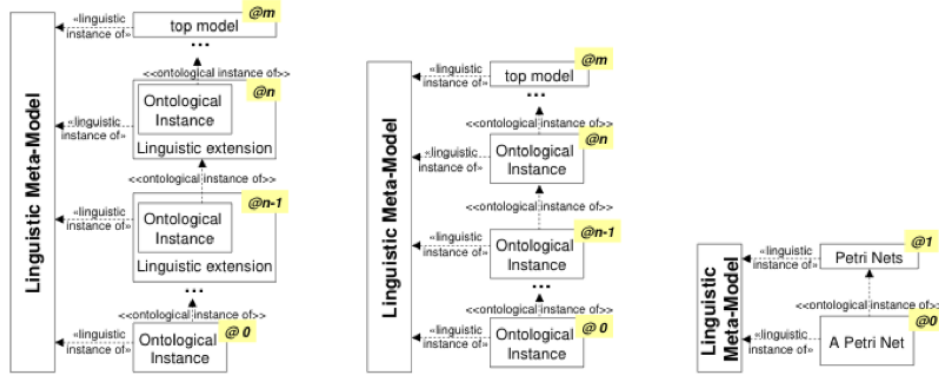 Linguistic Meta-Model
@m
«linguistic
instance of»
top model
...
<<ontological instance of>>
@n
Ontological
Instance
«linguistic
instance of»
Linguistic extension
<<ontological instance of>>
@n-1
«linguistic
instance of»
Ontological
Instance
Linguistic extension
...
<<ontological instance of>>
@ 0
«linguistic
instance of»
Ontological
Instance
Linguistic Meta-Model
@m
«linguistic
instance of»
top model
...
<<ontological instance of>>
@n
«linguistic
instance of»
Ontological
Instance
<<ontological instance of>>
@n-1
«linguistic
instance of»
Ontological
Instance
...
<<ontological instance of>>
@ 0
«linguistic
instance of»
Ontological
Instance
Linguistic
Meta-Model
@1
«linguistic
instance of»
Petri Nets
<<ontological instance of>>
@0
«linguistic
instance of»
A Petri Net